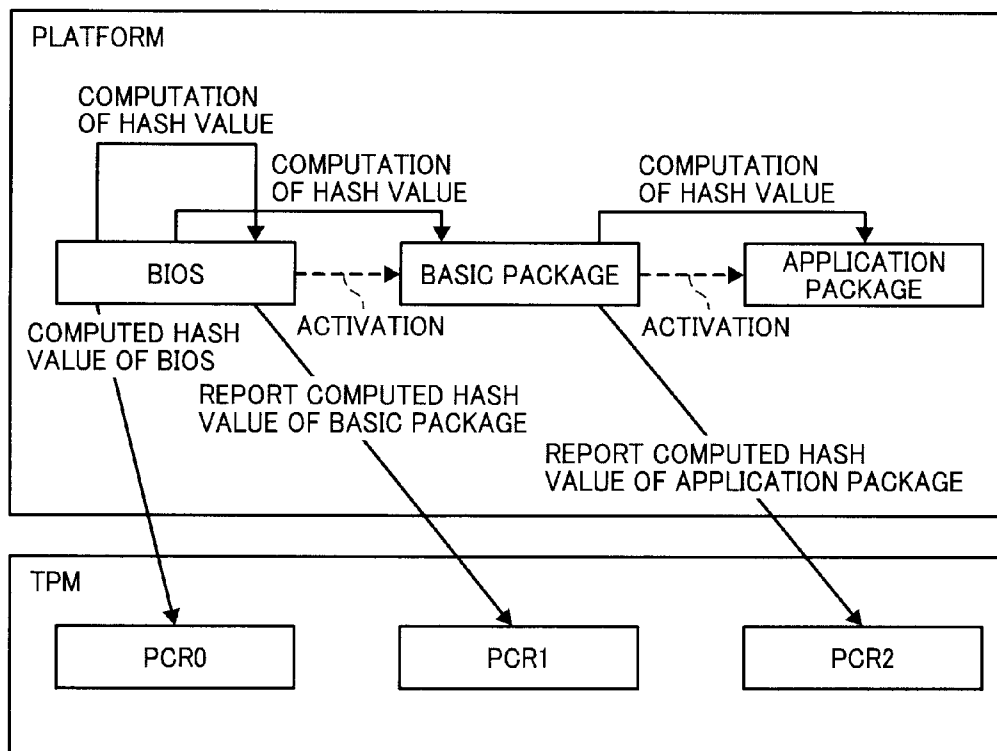 PLATFORM
COMPUTATION
OF HASH VALUE
COMPUTATION
OF HASH VALUE
COMPUTATION
OF HASH VALUE
BIOS
BASIC PACKAGE
APPLICATION
PACKAGE
ACTIVATION
ACTIVATION
COMPUTED HASH
VALUE OF BIOS
REPORT COMPUTED HASH
VALUE OF BASIC PACKAGE
REPORT COMPUTED HASH
VALUE OF APPLICATION PACKAGE
TPM
PCR0
PCR1
PCR2